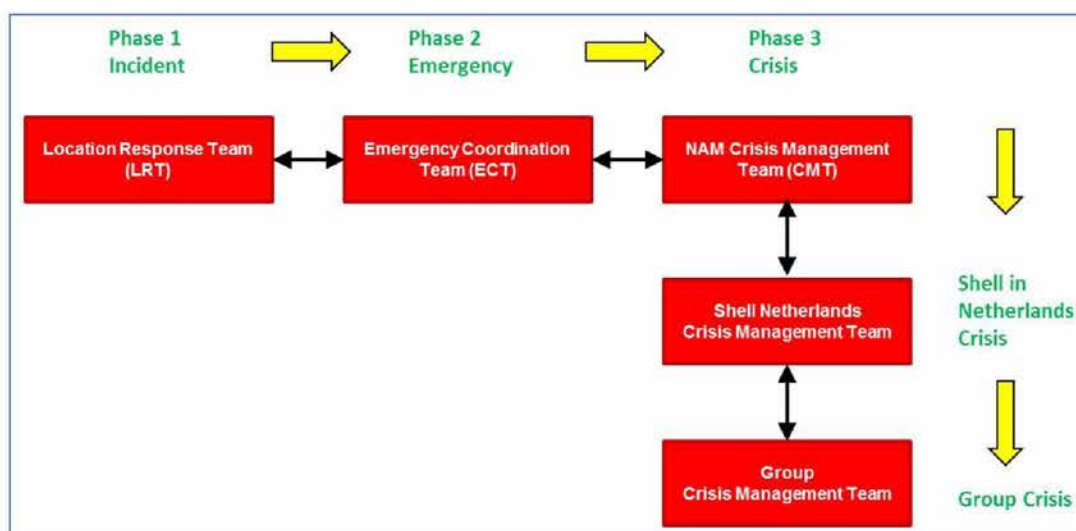 Phase 1
Incident
Phase 2
Emergency
Phase 3
Crisis
Location Response Team
(LRT)
Emergency Coordination
Team (ECT)
NAM Crisis Management
Team (CMT)
Shell Netherlands
Crisis Management Team
Shell in
Netherlands
Crisis
Group
Crisis Management Team
Group Crisis